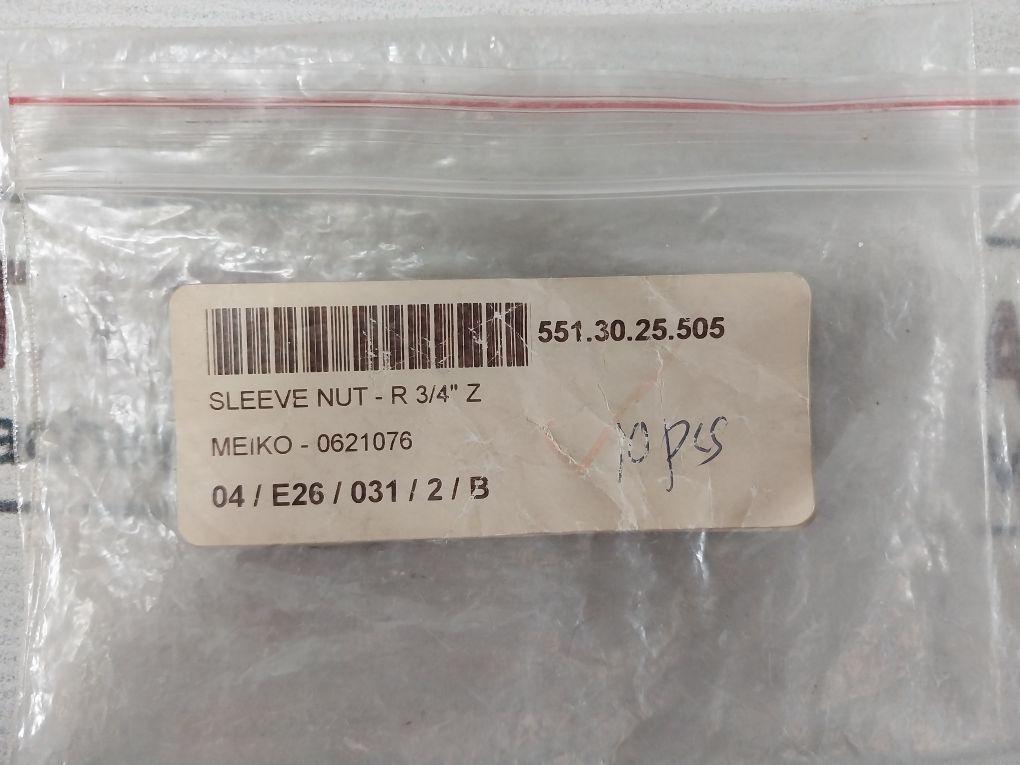 551.30.25.505
SLEEVE NUT - R 3/4" Z
MEIKO - 0621076
10 pcs
04 / E26 / 031 / 2 / B